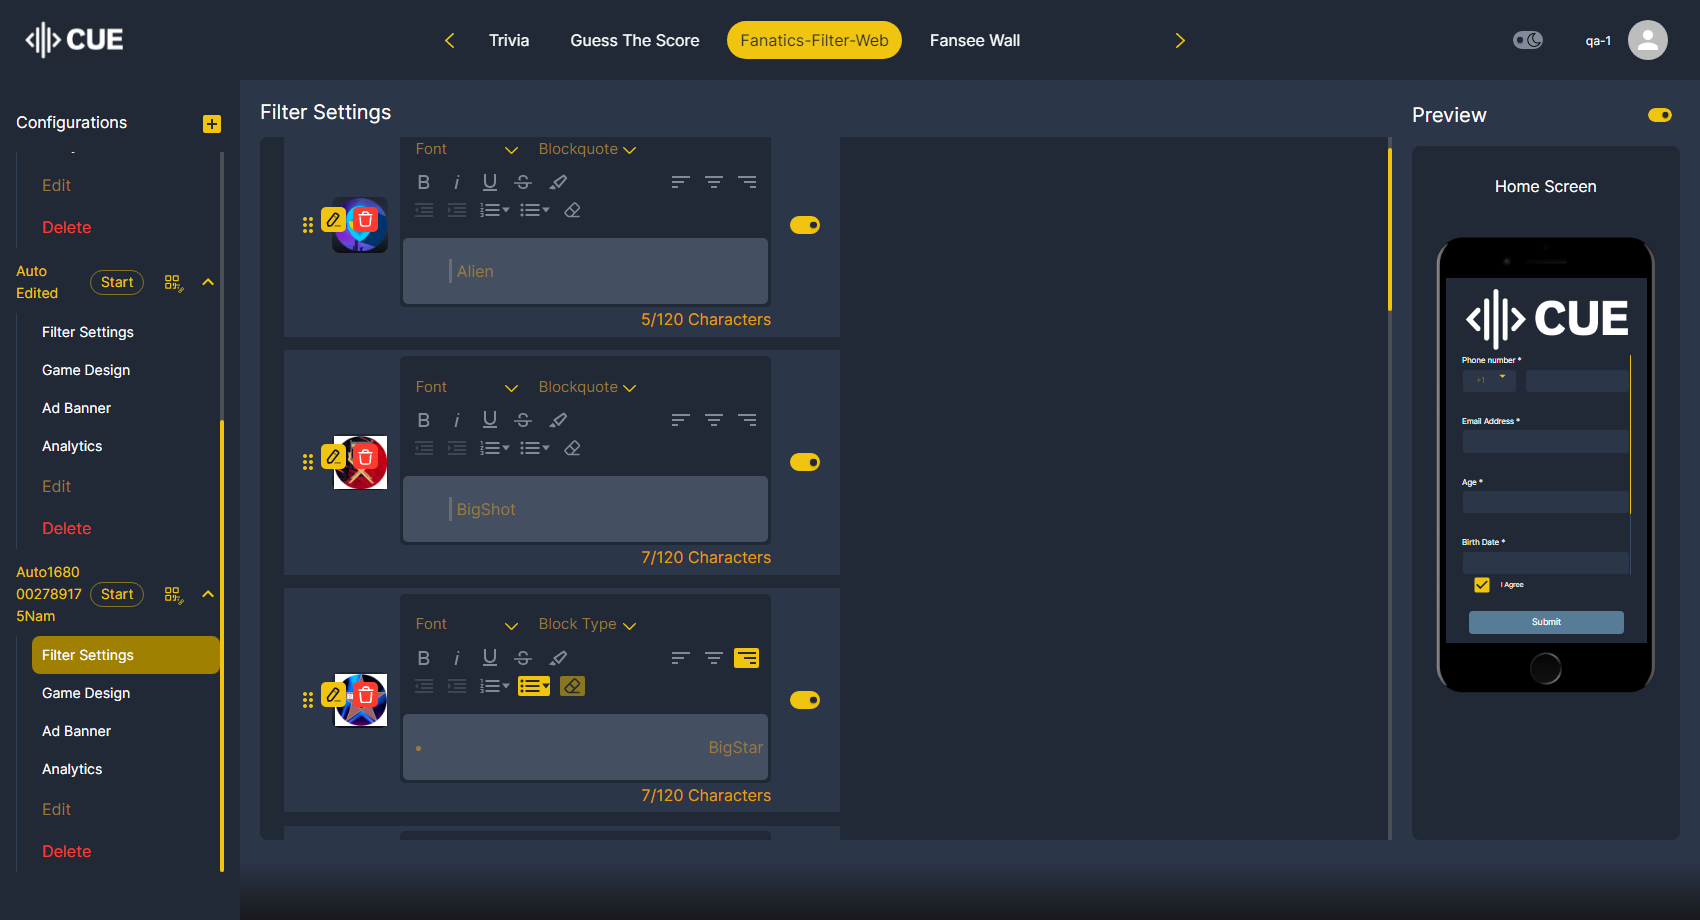 CUE
Trivia
Guess The Score
Fanatics-Filter-Web
Fansee Wall
qa-1
Configurations
Edit
Delete
Auto
Edited
Start
Filter Settings
Game Design
Ad Banner
Analytics
Edit
Delete
Auto1680
00278917
5Nam
Start
Filter Settings
Game Design
Ad Banner
Analytics
Edit
Delete
Filter Settings
Font
Blockquote
B i U S
Alien
5/120 Characters
Font
Blockquote
B i U S
BigShot
7/120 Characters
Font
Block Type
B i U S
• BigStar
7/120 Characters
Preview
Home Screen
CUE
Phone number *
+1
Email Address *
Age *
Birth Date *
I Agree
Submit